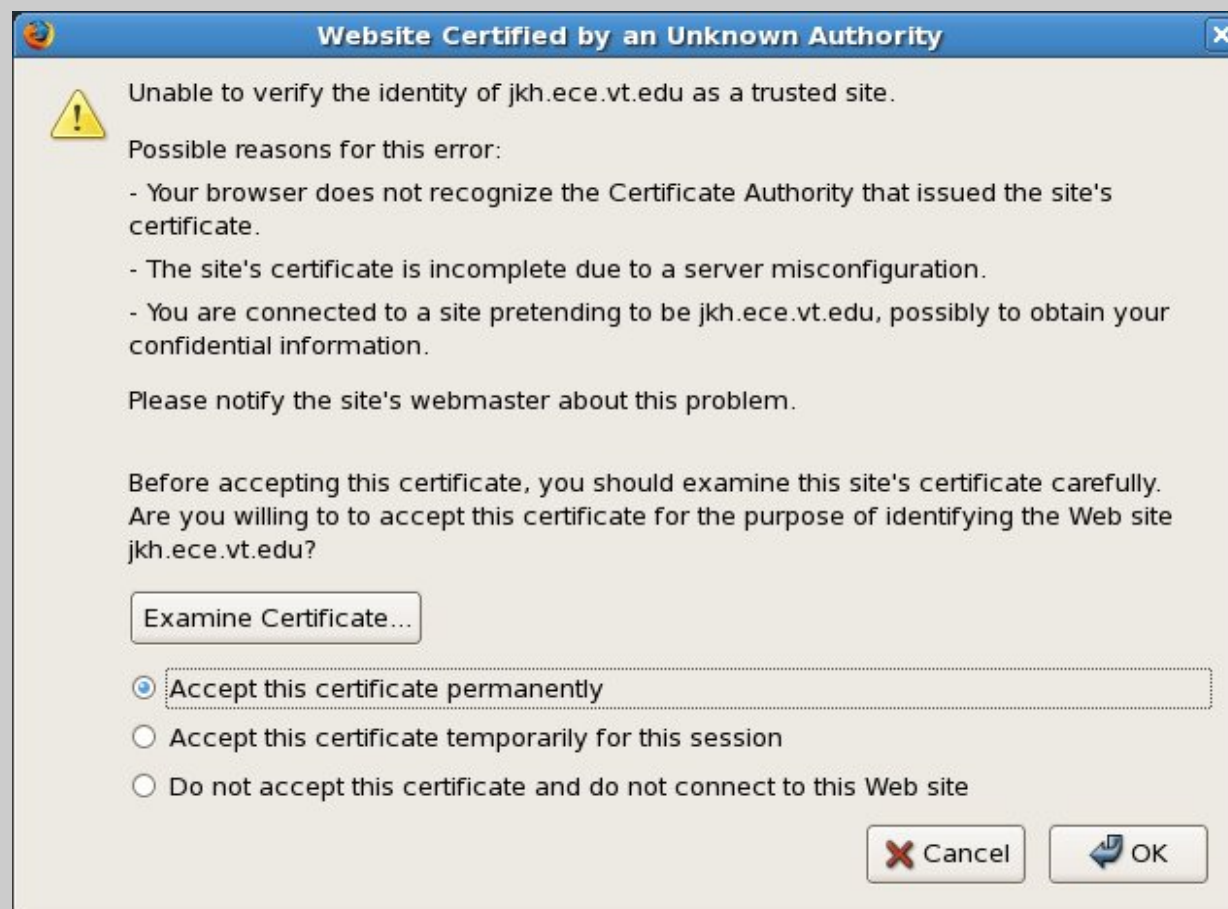 Website Certified by an Unknown Authority
Unable to verify the identity of jkh.ece.vt.edu as a trusted site.
Possible reasons for this error:
- Your browser does not recognize the Certificate Authority that issued the site's
certificate.
- The site's certificate is incomplete due to a server misconfiguration.
- You are connected to a site pretending to be jkh.ece.vt.edu, possibly to obtain your
confidential information.
Please notify the site's webmaster about this problem.
Before accepting this certificate, you should examine this site's certificate carefully.
Are you willing to to accept this certificate for the purpose of identifying the Web site
jkh.ece.vt.edu?
Examine Certificate...
Accept this certificate permanently
Accept this certificate temporarily for this session
Do not accept this certificate and do not connect to this Web site
Cancel OK